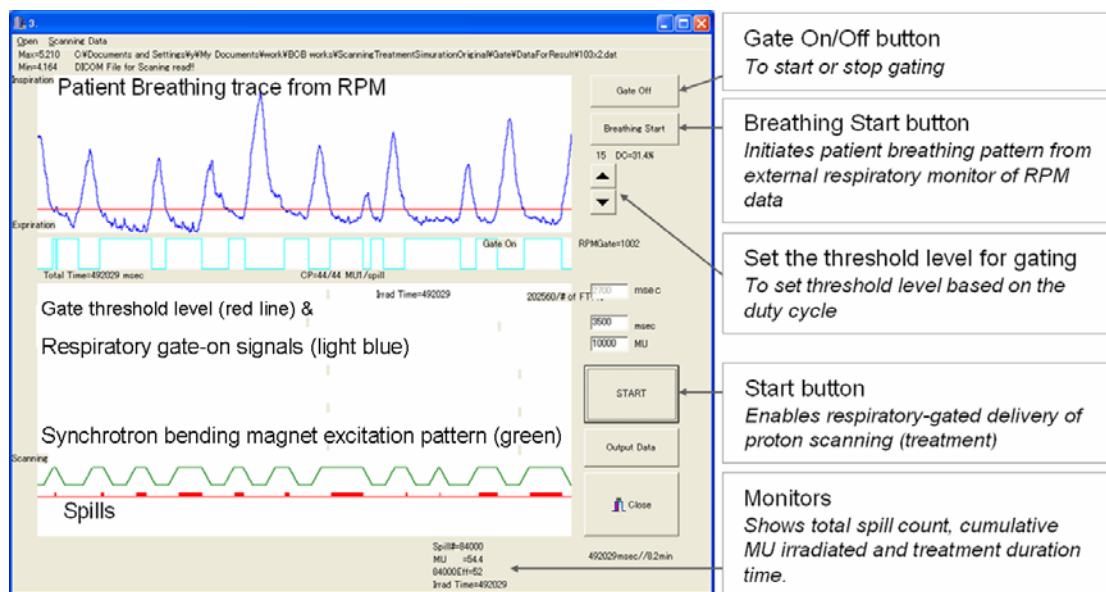 3.
Open Scanning Data
Max=5.210 C:¥Documents and Settings¥y¥My Documents¥work¥BOB works¥ScanningTreatmentSimurationOriginal¥Gate¥DataForResult¥103x2.dat
Min=4.164 DICOM File for Scaning read!!
Inspiration
Patient Breathing trace from RPM
Gate Off
Breathing Start
15 DC=31.4%
Expriration
Gate On
RPMGate=1002
Total Time=492029 msec
CP=44/44 MU1/spill
Irrad Time=492029
202560/# of FT
2700 msec
Gate threshold level (red line) &
3500 msec
10000 MU
Respiratory gate-on signals (light blue)
START
Synchrotron bending magnet excitation pattern (green)
Output Data
Scanning
Spills
Close
Spill#=84000
MU =54.4
84000Eff=52
Irrad Time=492029
492029msec//8.2min
Gate On/Off button
To start or stop gating
Breathing Start button
Initiates patient breathing pattern from
external respiratory monitor of RPM
data
Set the threshold level for gating
To set threshold level based on the
duty cycle
Start button
Enables respiratory-gated delivery of
proton scanning (treatment)
Monitors
Shows total spill count, cumulative
MU irradiated and treatment duration
time.